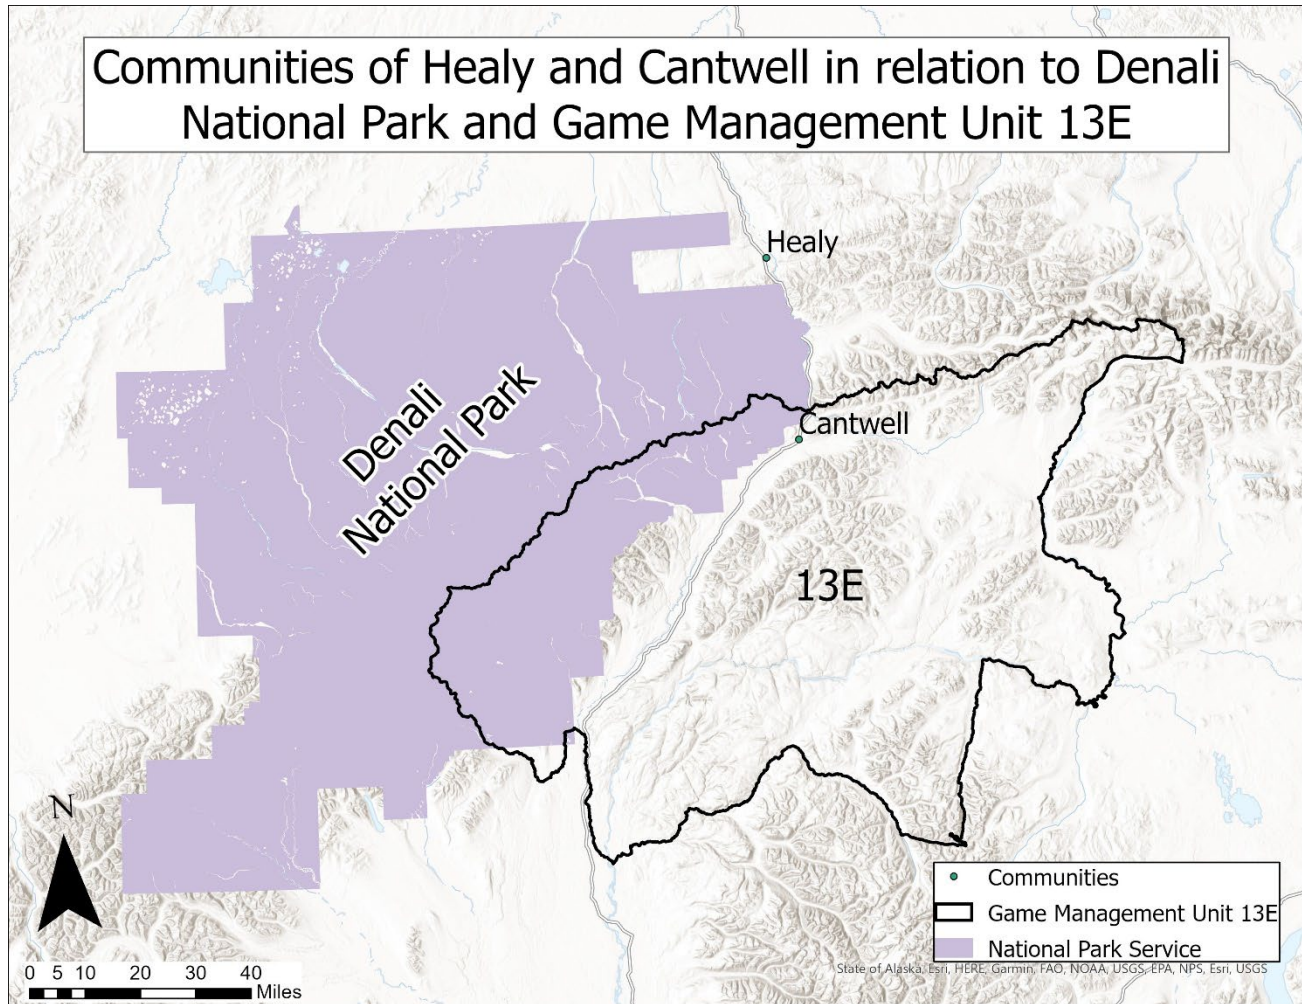 Communities of Healy and Cantwell in relation to Denali
National Park and Game Management Unit 13E
Healy
Cantwell
Denali
National Park
13E
N
0 5 10 20 30 40
Miles
Communities
Game Management Unit 13E
National Park Service
State of Alaska, Esri, HERE, Garmin, FAO, NOAA, USGS, EPA, NPS, Esri, USGS